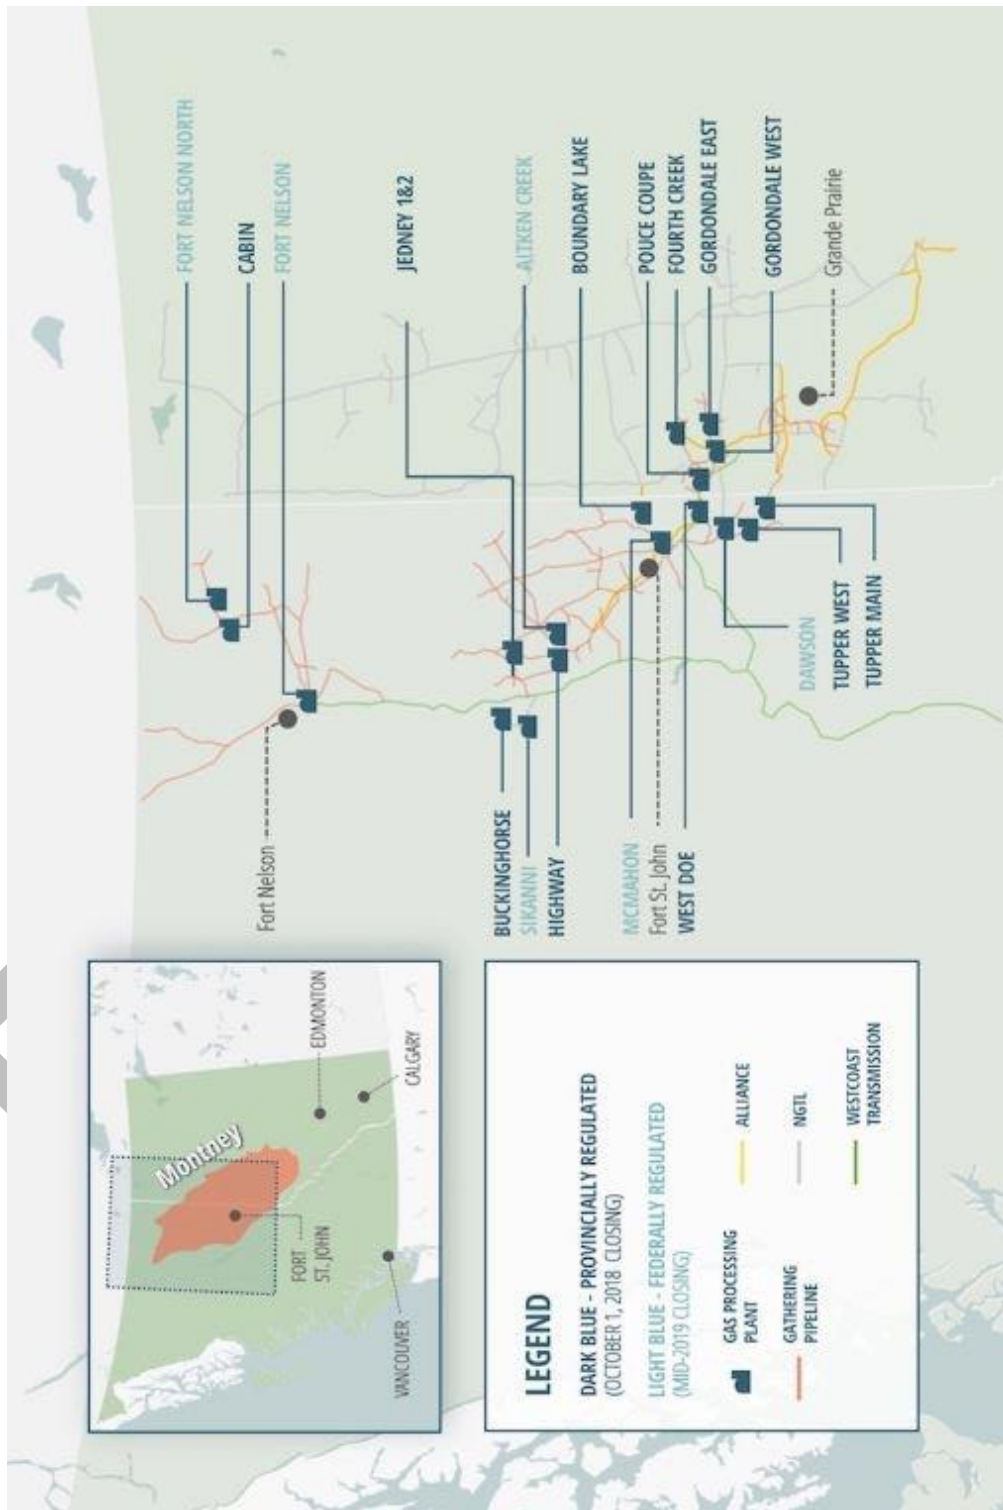 FORT NELSON NORTH
CABIN
FORT NELSON
JEDNEY 1&2
AITKEN CREEK
BOUNDARY LAKE
POUCE COUPE
FOURTH CREEK
GORDONDALE EAST
GORDONDALE WEST
Grande Prairie
DAWSON
TUPPER WEST
TUPPER MAIN
Fort Nelson
BUCKINGHORSE
SIKANNI
HIGHWAY
MCMAHON
Fort St. John
WEST DOE
Montney
FORT
ST. JOHN
EDMONTON
CALGARY
VANCOUVER
LEGEND
DARK BLUE - PROVINCIALLY REGULATED
(OCTOBER 1, 2018 CLOSING)
LIGHT BLUE - FEDERALLY REGULATED
(MID-2019 CLOSING)
GAS PROCESSING
PLANT
GATHERING
PIPELINE
ALLIANCE
NGTL
WESTCOAST
TRANSMISSION